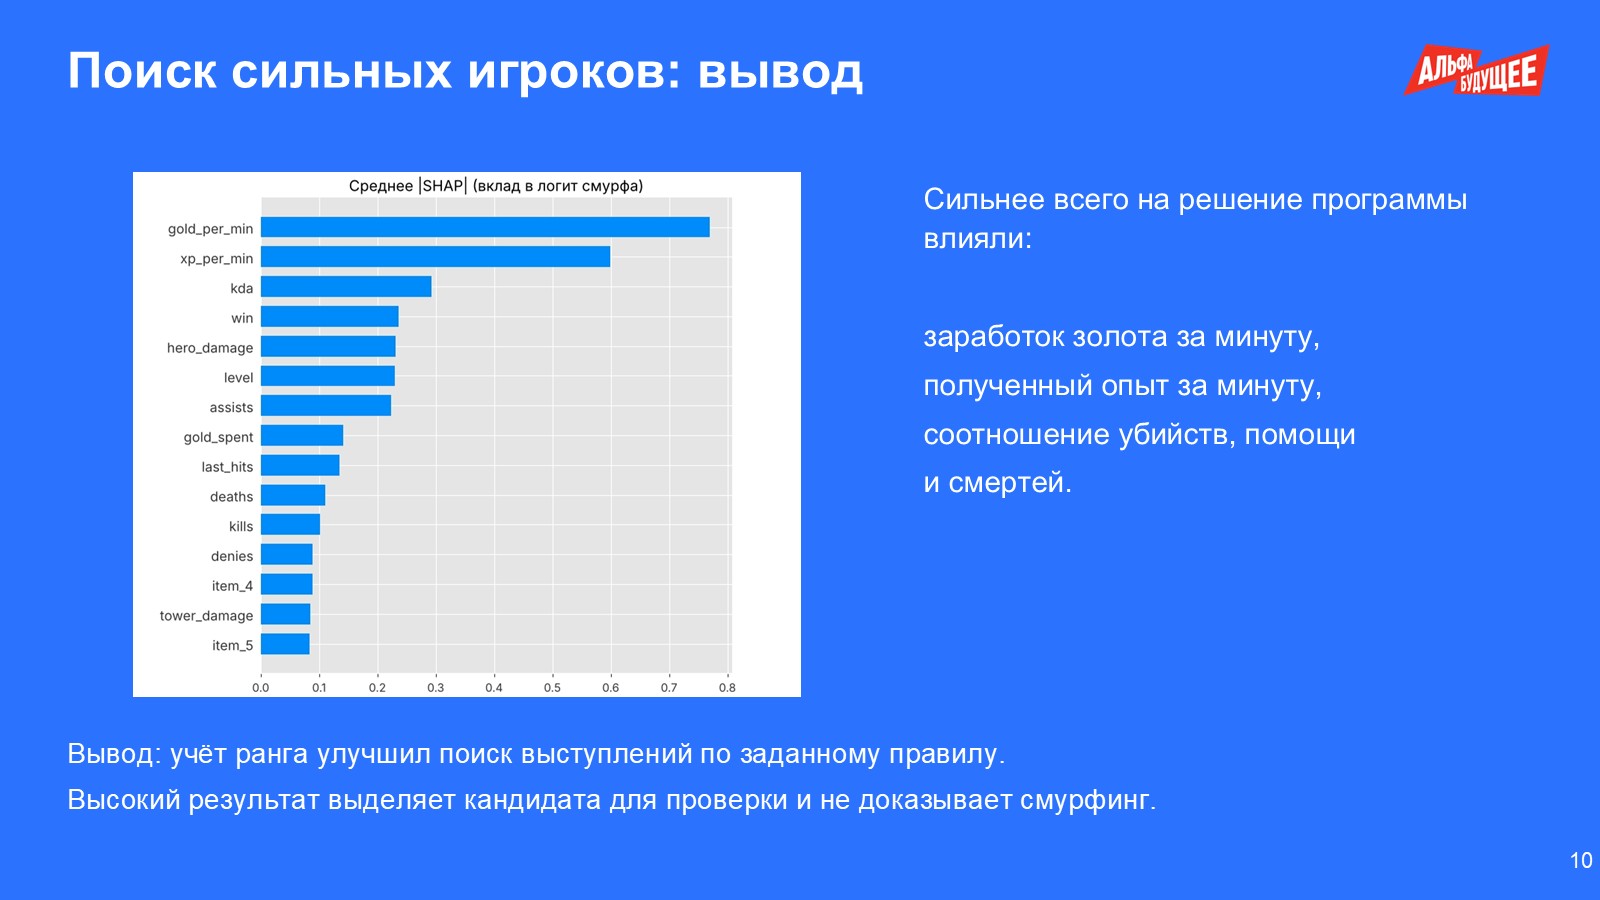 Поиск сильных игроков: вывод
АЛЬФА
БУДУЩЕЕ
Среднее |SHAP| (вклад в логит смурфа)
gold_per_min
xp_per_min
kda
win
hero_damage
level
assists
gold_spent
last_hits
deaths
kills
denies
item_4
tower_damage
item_5
0.0 0.1 0.2 0.3 0.4 0.5 0.6 0.7 0.8
Сильнее всего на решение программы
влияли:
заработок золота за минуту,
полученный опыт за минуту,
соотношение убийств, помощи
и смертей.
Вывод: учёт ранга улучшил поиск выступлений по заданному правилу.
Высокий результат выделяет кандидата для проверки и не доказывает смурфинг.
10